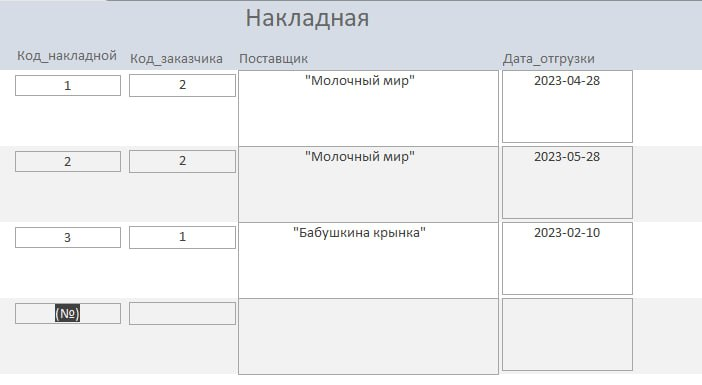 Накладная
Код_накладной Код_заказчика Поставщик Дата_отгрузки
1 2 "Молочный мир" 2023-04-28
2 2 "Молочный мир" 2023-05-28
3 1 "Бабушкина крынка" 2023-02-10
(№)